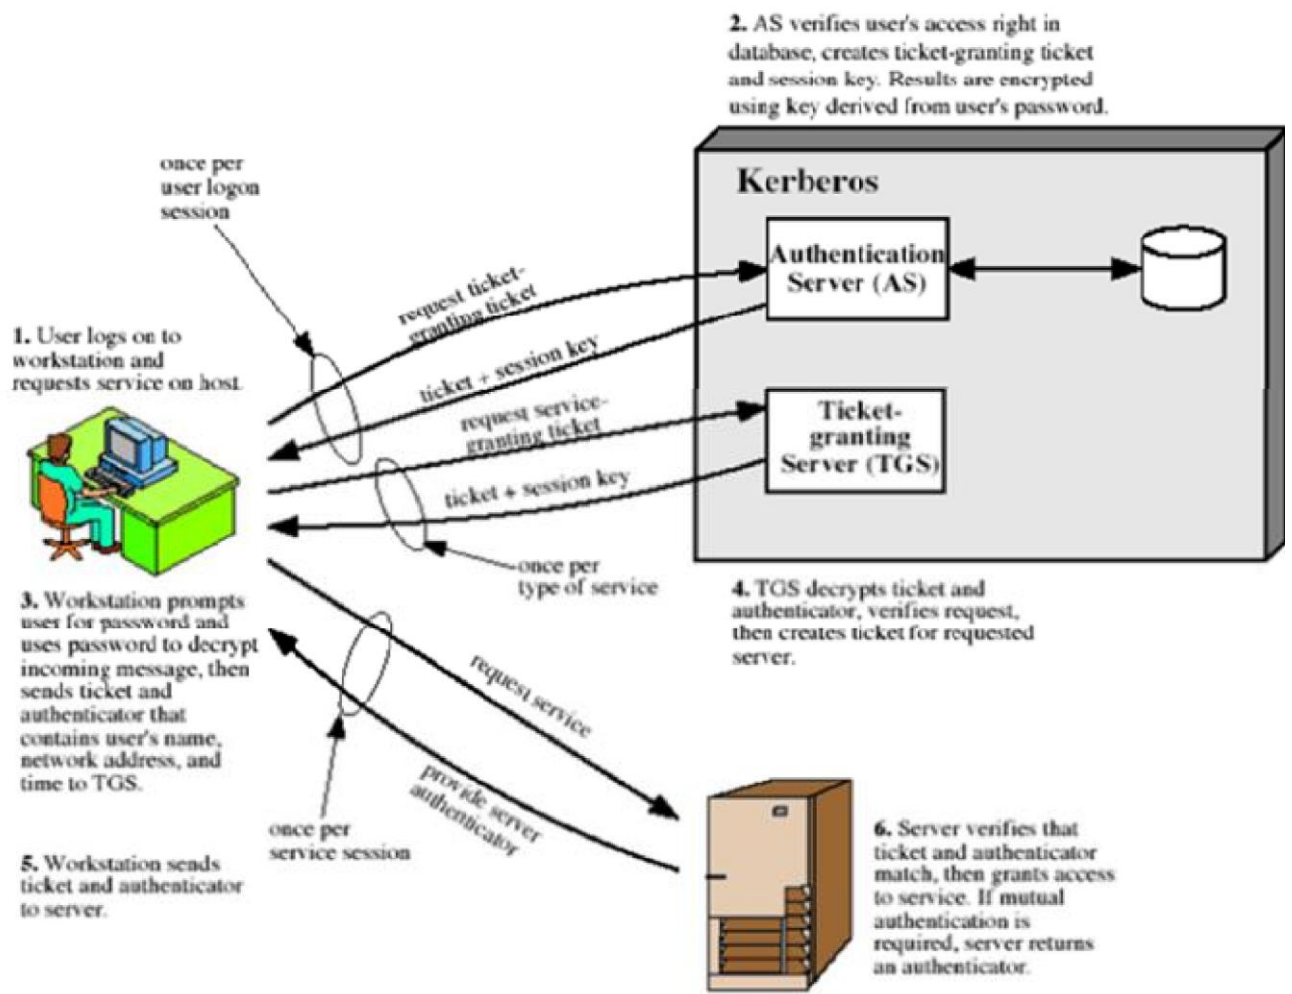 2. AS verifies user's access right in
database, creates ticket-granting ticket
and session key. Results are encrypted
using key derived from user's password.
once per
user logon
session
Kerberos
Authentication
Server (AS)
request ticket-
granting ticket
1. User logs on to
workstation and
requests service on host.
ticket + session key
request service-
granting ticket
Ticket-
granting
Server (TGS)
ticket + session key
once per
type of service
3. Workstation prompts
user for password and
uses password to decrypt
incoming message, then
sends ticket and
authenticator that
contains user's name,
network address, and
time to TGS.
4. TGS decrypts ticket and
authenticator, verifies request,
then creates ticket for requested
server.
request service
provide server
authenticator
once per
service session
5. Workstation sends
ticket and authenticator
to server.
6. Server verifies that
ticket and authenticator
match, then grants access
to service. If mutual
authentication is
required, server returns
an authenticator.